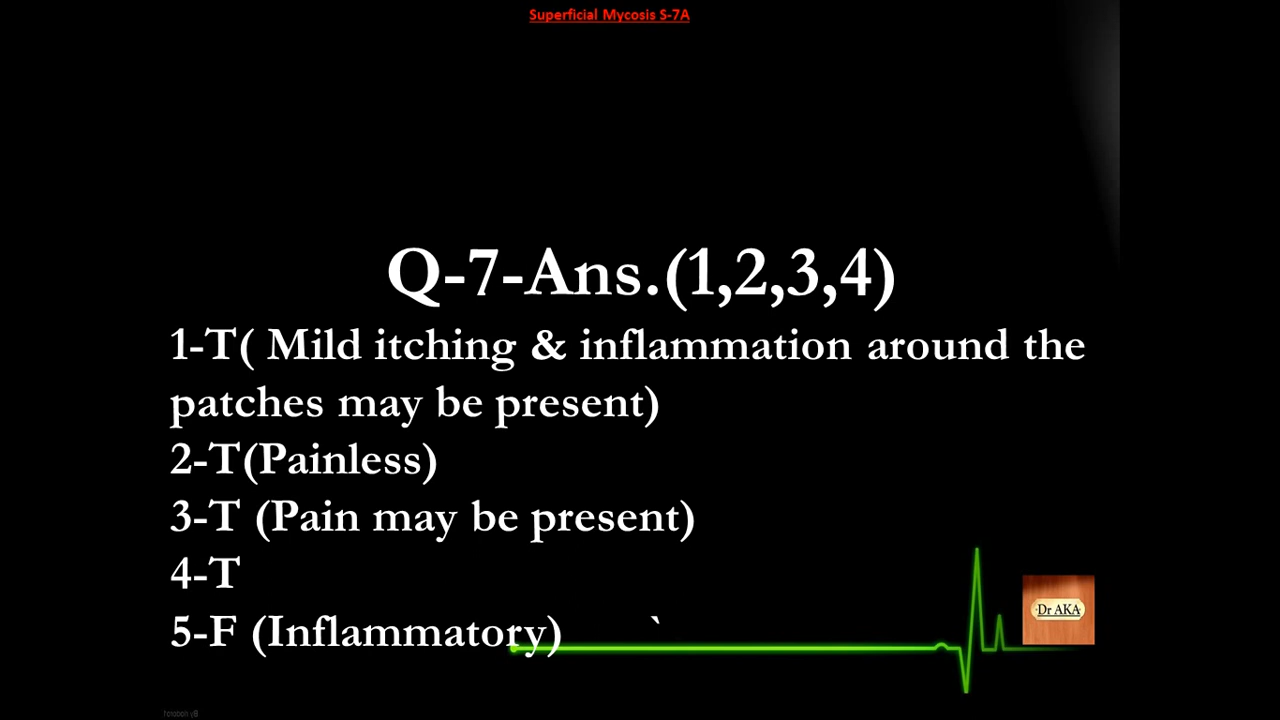 Superficial Mycosis S-7A
Q-7-Ans.(1,2,3,4)
1-T( Mild itching & inflammation around the
patches may be present)
2-T(Painless)
3-T (Pain may be present)
4-T
5-F (Inflammatory) `
Dr AKA